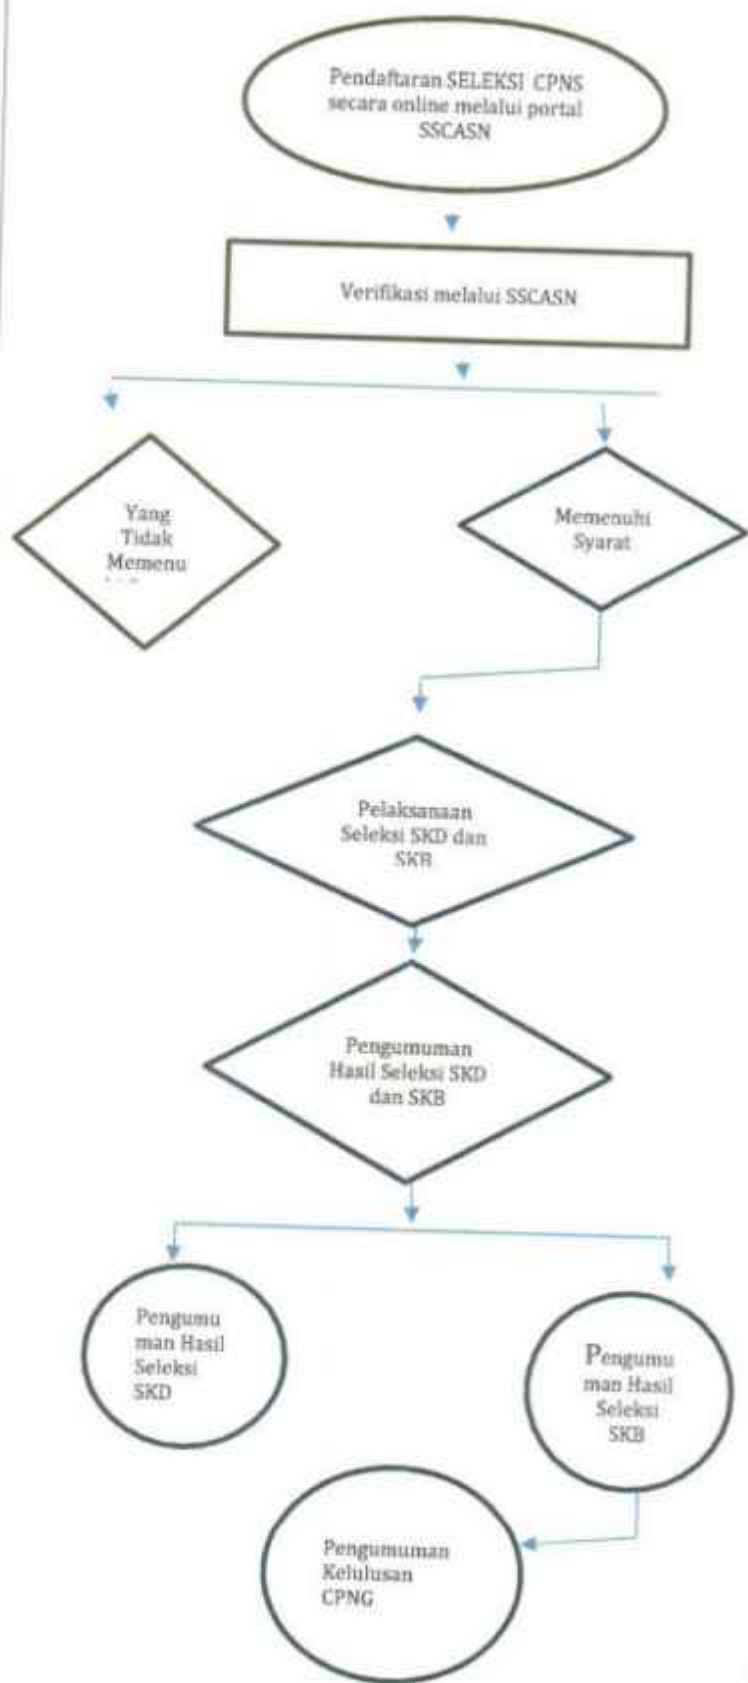 Pendaftaran SELEKSI CPNS
secara online melalui portal
SSCASN
Verifikasi melalui SSCASN
Yang
Tidak
Memenu
Memenuhi
Syarat
Pelaksanaan
Seleksi SKD dan
SKB
Pengumuman
Hasil Seleksi SKD
dan SKB
Pengumu
man Hasil
Seleksi
SKD
Pengumu
man Hasil
Seleksi
SKB
Pengumuman
Kelulusan
CPNG